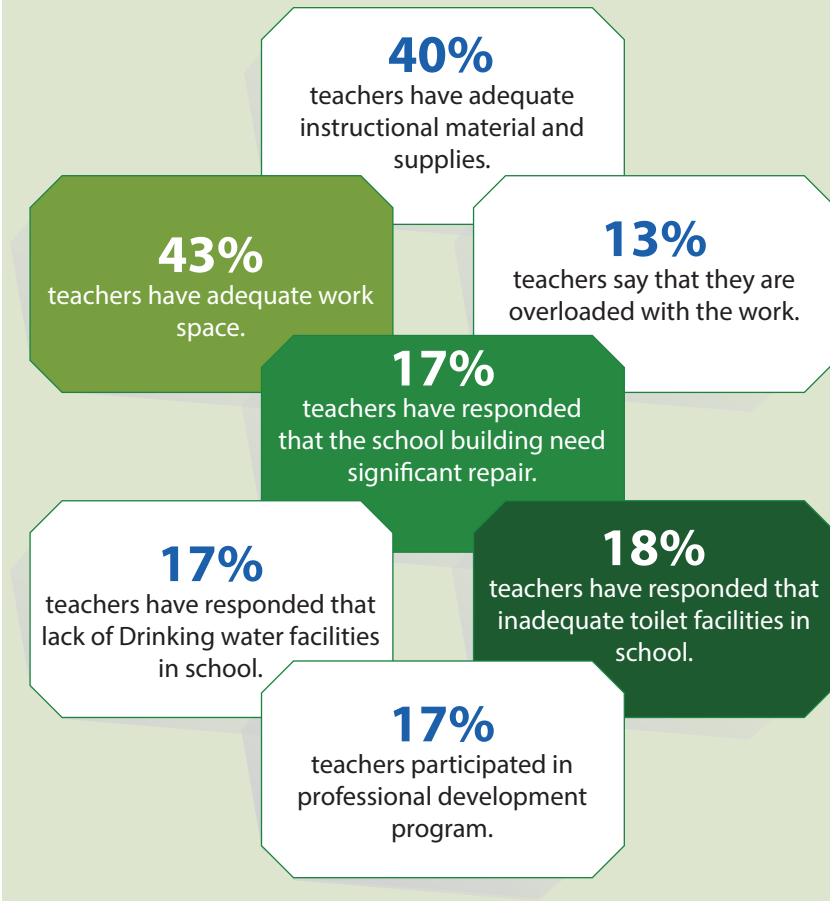 40%
teachers have adequate
instructional material and
supplies.
43%
teachers have adequate work
space.
13%
teachers say that they are
overloaded with the work.
17%
teachers have responded
that the school building need
significant repair.
17%
teachers have responded that
lack of Drinking water facilities
in school.
18%
teachers have responded that
inadequate toilet facilities in
school.
17%
teachers participated in
professional development
program.